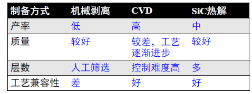 制备方式 机械剥离 CVD SiC热解
产率 低 高 中
质量 较好 较差，工艺逐渐进步 较好
层数 人工筛选 控制难度高 多
工艺兼容性 差 好 好